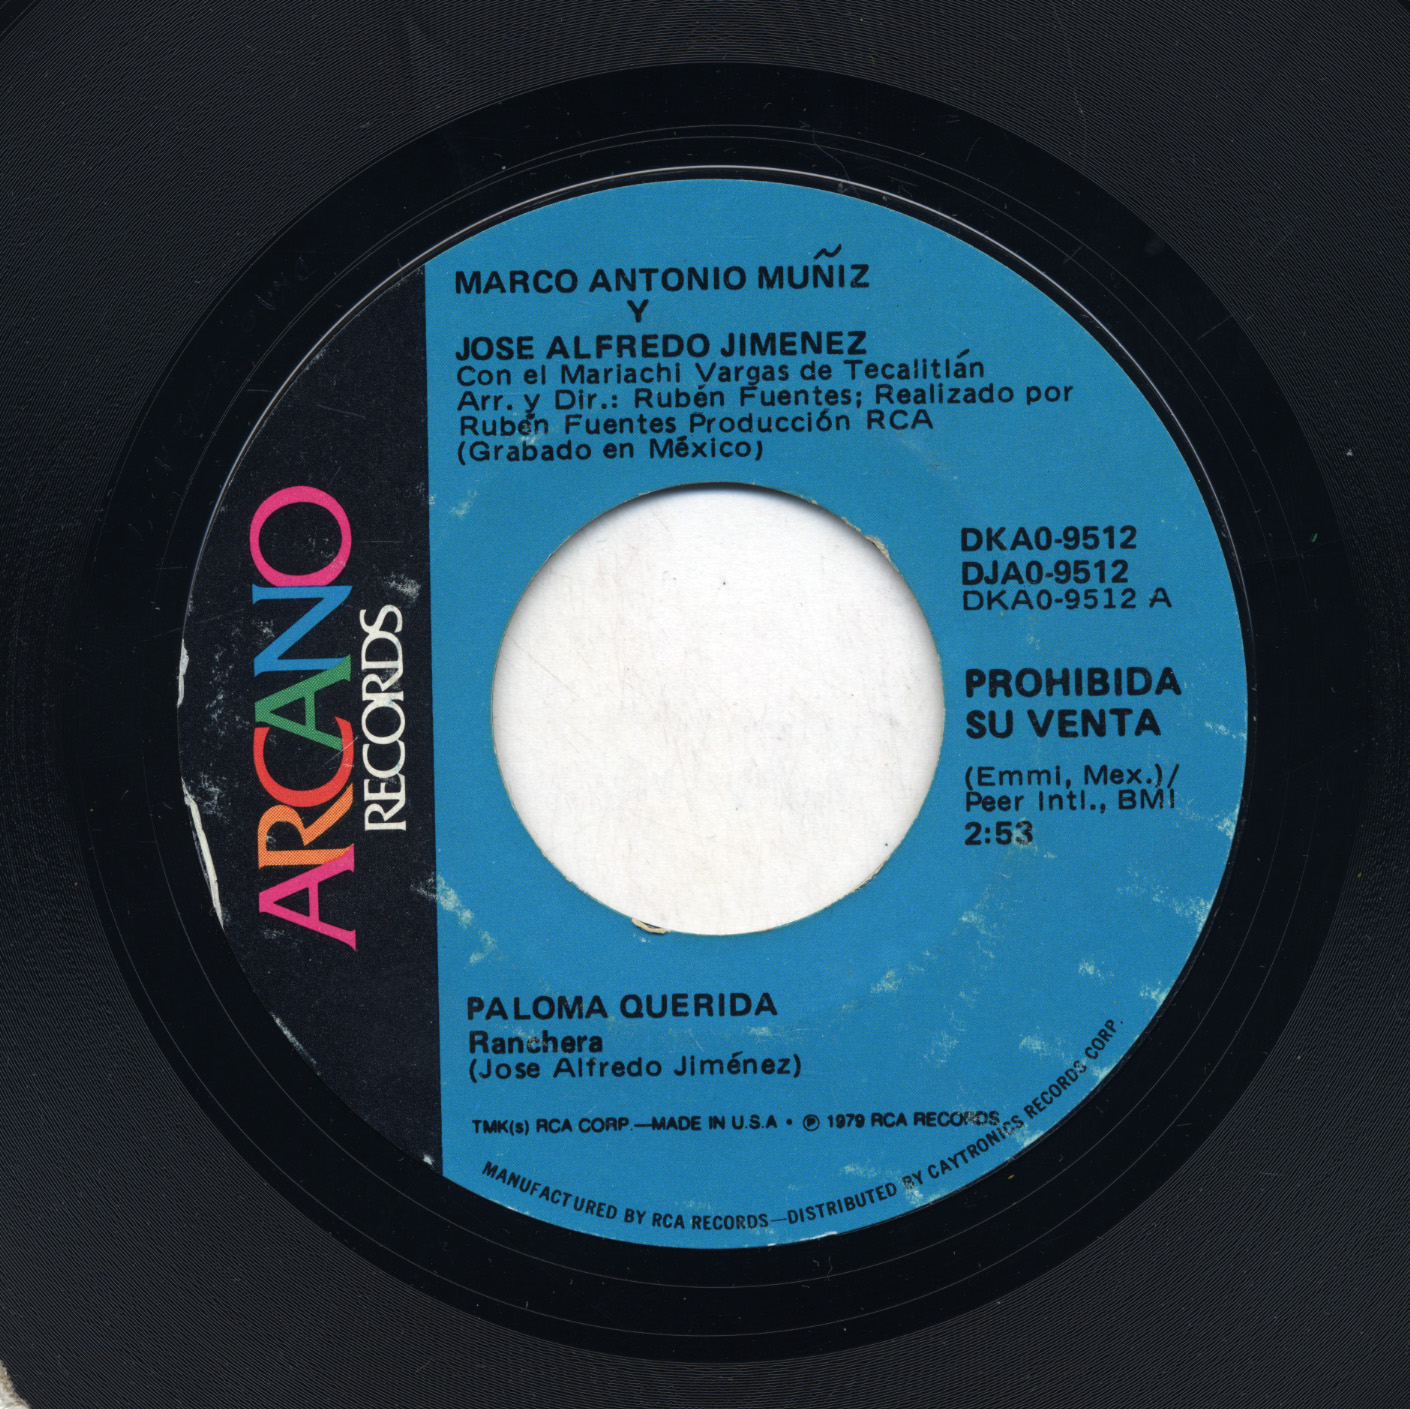 MARCO ANTONIO MUÑIZ
Y
JOSE ALFREDO JIMENEZ
Con el Mariachi Vargas de Tecalitlán
Arr. y Dir.: Rubén Fuentes; Realizado por
Rubén Fuentes Producción RCA
(Grabado en México)
ARCANO
RECORDS
DKA0-9512
DJA0-9512
DKA0-9512 A
PROHIBIDA
SU VENTA
(Emmi, Mex.)/
Peer Intl., BMI
2:53
PALOMA QUERIDA
Ranchera
(Jose Alfredo Jiménez)
TMK(s) RCA CORP.—MADE IN U.S.A • ℗ 1979 RCA RECORDS
MANUFACTURED BY RCA RECORDS—DISTRIBUTED BY CAYTRONICS RECORDS CORP.